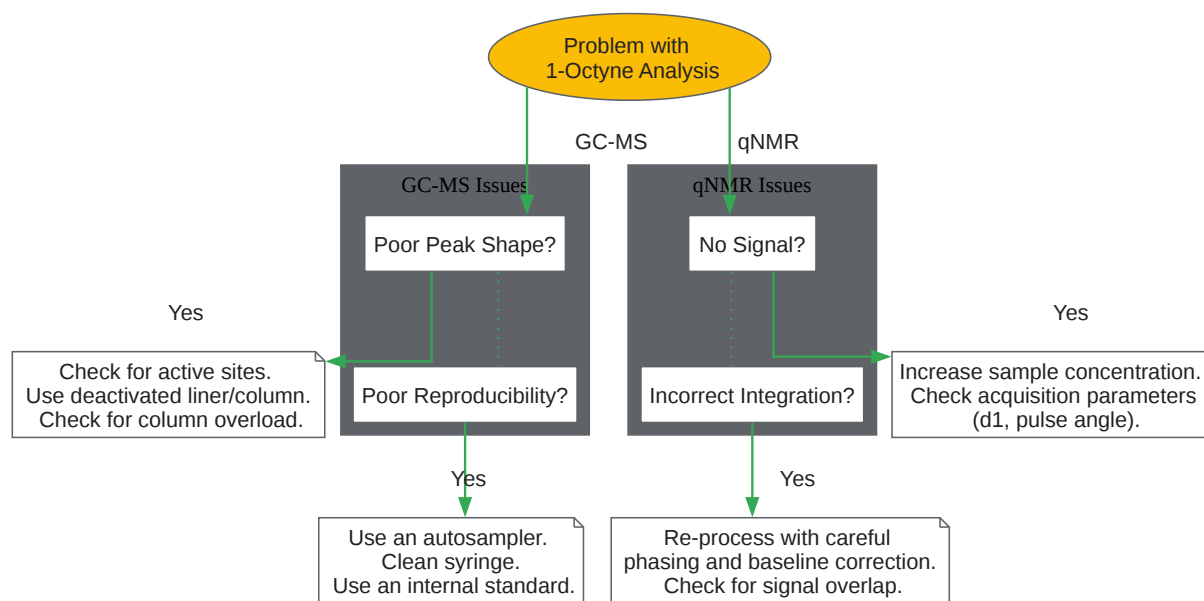 Problem with
1-Octyne Analysis
GC-MS
qNMR
GC-MS Issues
qNMR Issues
Poor Peak Shape?
No Signal?
Yes
Yes
Check for active sites.
Use deactivated liner/column.
Check for column overload.
Poor Reproducibility?
Incorrect Integration?
Increase sample concentration.
Check acquisition parameters
(d1, pulse angle).
Yes
Yes
Use an autosampler.
Clean syringe.
Use an internal standard.
Re-process with careful
phasing and baseline correction.
Check for signal overlap.